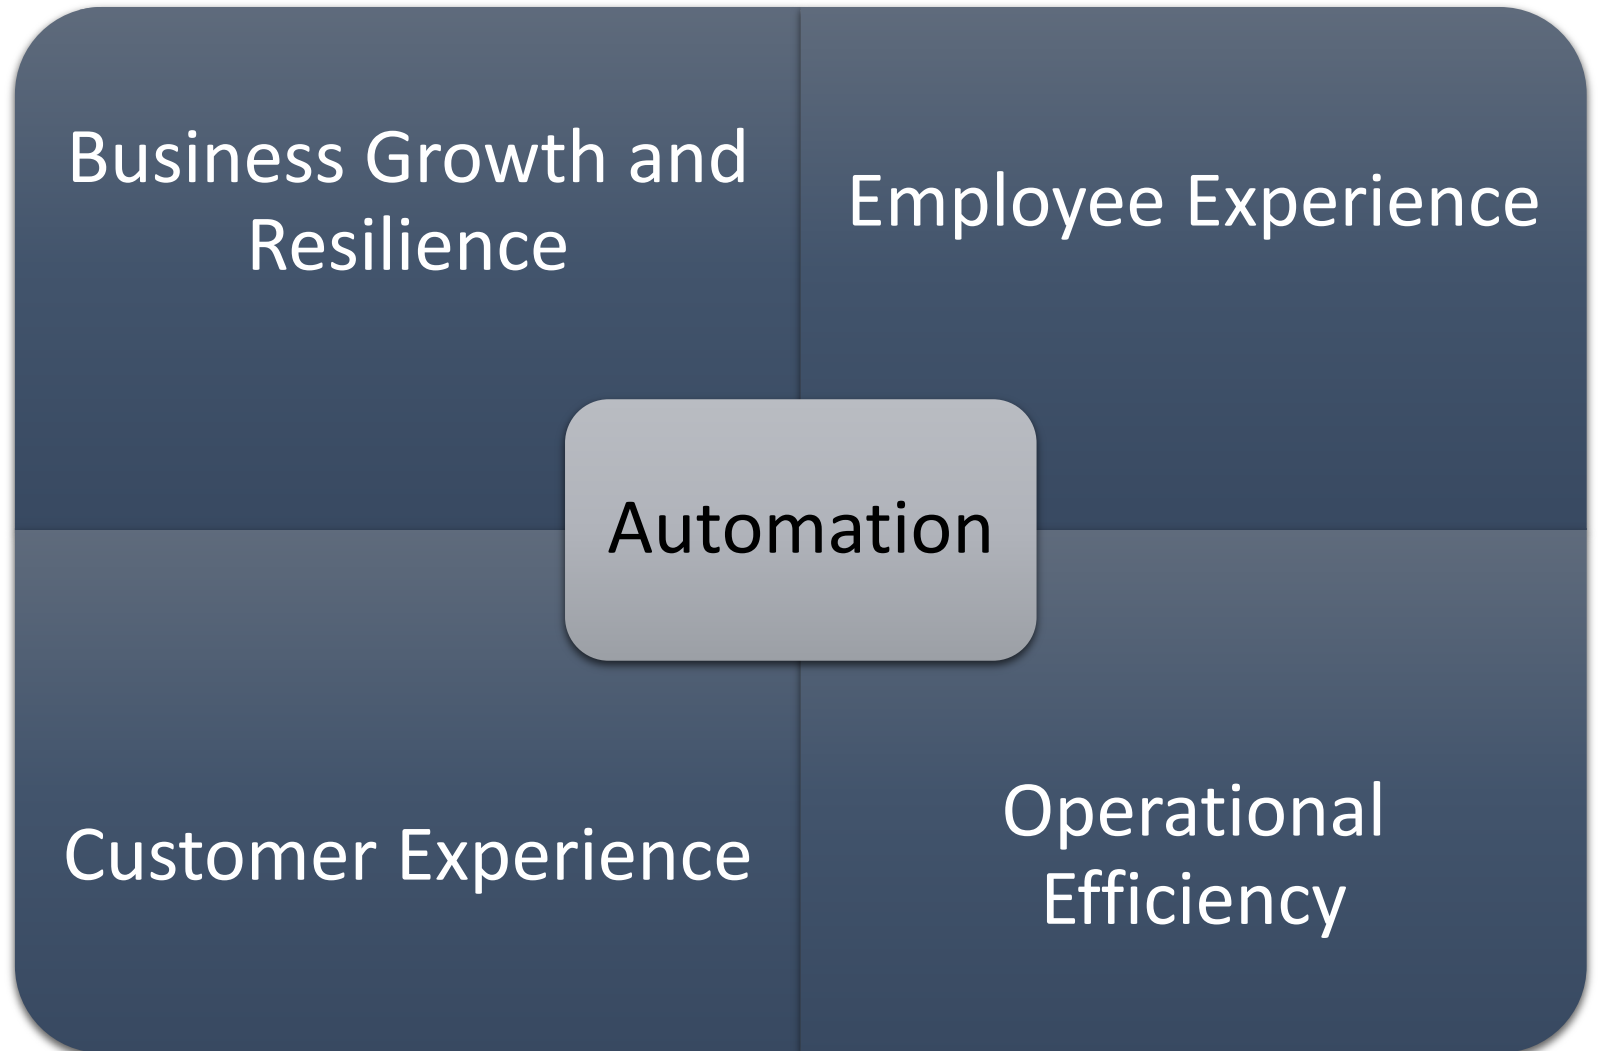 Business Growth and
Resilience
Employee Experience
Automation
Customer Experience
Operational
Efficiency